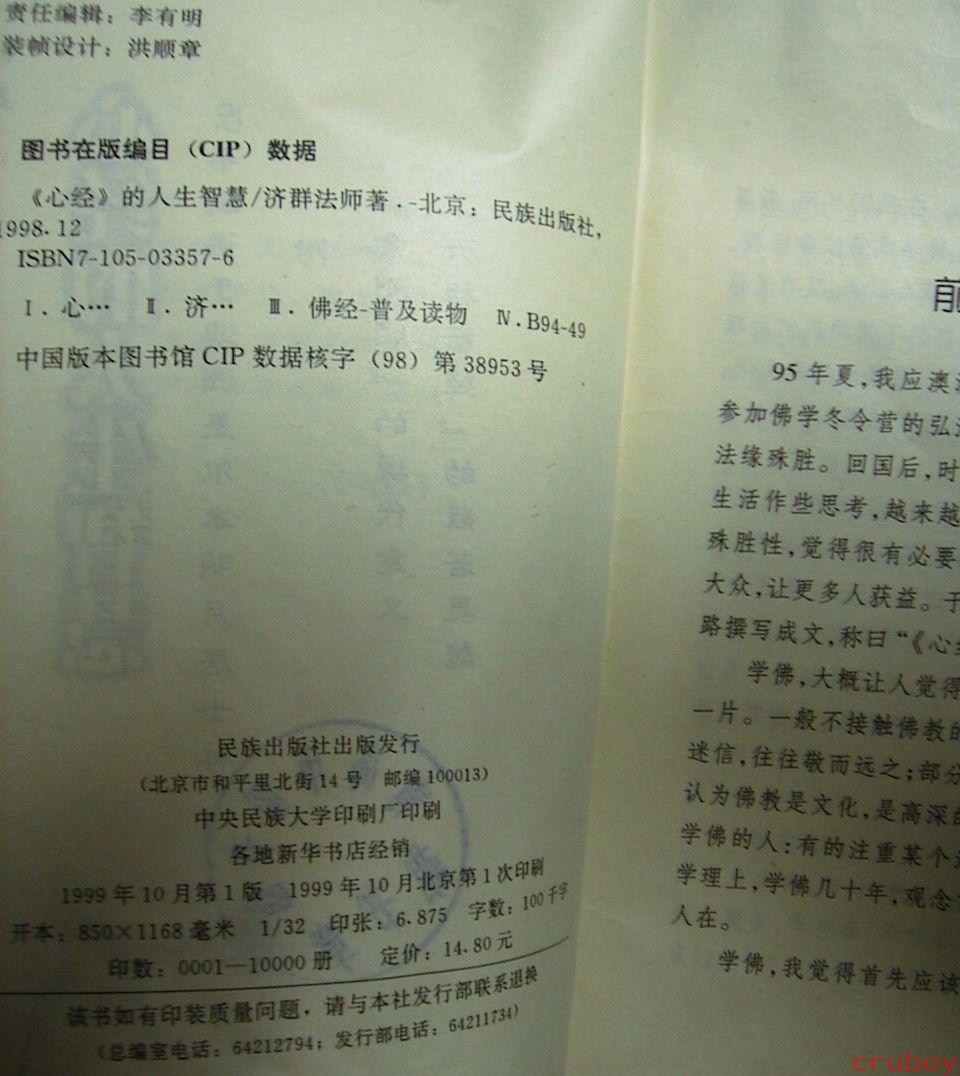 责任编辑：李有明
装帧设计：洪顺章
图书在版编目（CIP）数据
《心经》的人生智慧/济群法师著.-北京：民族出版社，
1998.12
ISBN7-105-03357-6
Ⅰ.心… Ⅱ.济… Ⅲ.佛经-普及读物 Ⅳ.B94-49
中国版本图书馆CIP数据核字（98）第38953号
民族出版社出版发行
（北京市和平里北街14号 邮编100013）
中央民族大学印刷厂印刷
各地新华书店经销
1999年10月第1版 1999年10月北京第1次印刷
开本：850×1168毫米 1/32 印张：6.875 字数：100千字
印数：0001—10000册 定价：14.80元
该书如有印装质量问题，请与本社发行部联系退换
（总编室电话：64212794；发行部电话：64211734）
前
95年夏，我应澳
参加佛学冬令营的弘
法缘殊胜。回国后，时
生活作些思考，越来越
殊胜性，觉得很有必要
大众，让更多人获益。于
路撰写成文，称曰“《心经
学佛，大概让人觉得
一片。一般不接触佛教的
迷信，往往敬而远之；部分
认为佛教是文化，是高深的
学佛的人：有的注重某个
学理上，学佛几十年，观念
人在。
学佛，我觉得首先应该
cruboy